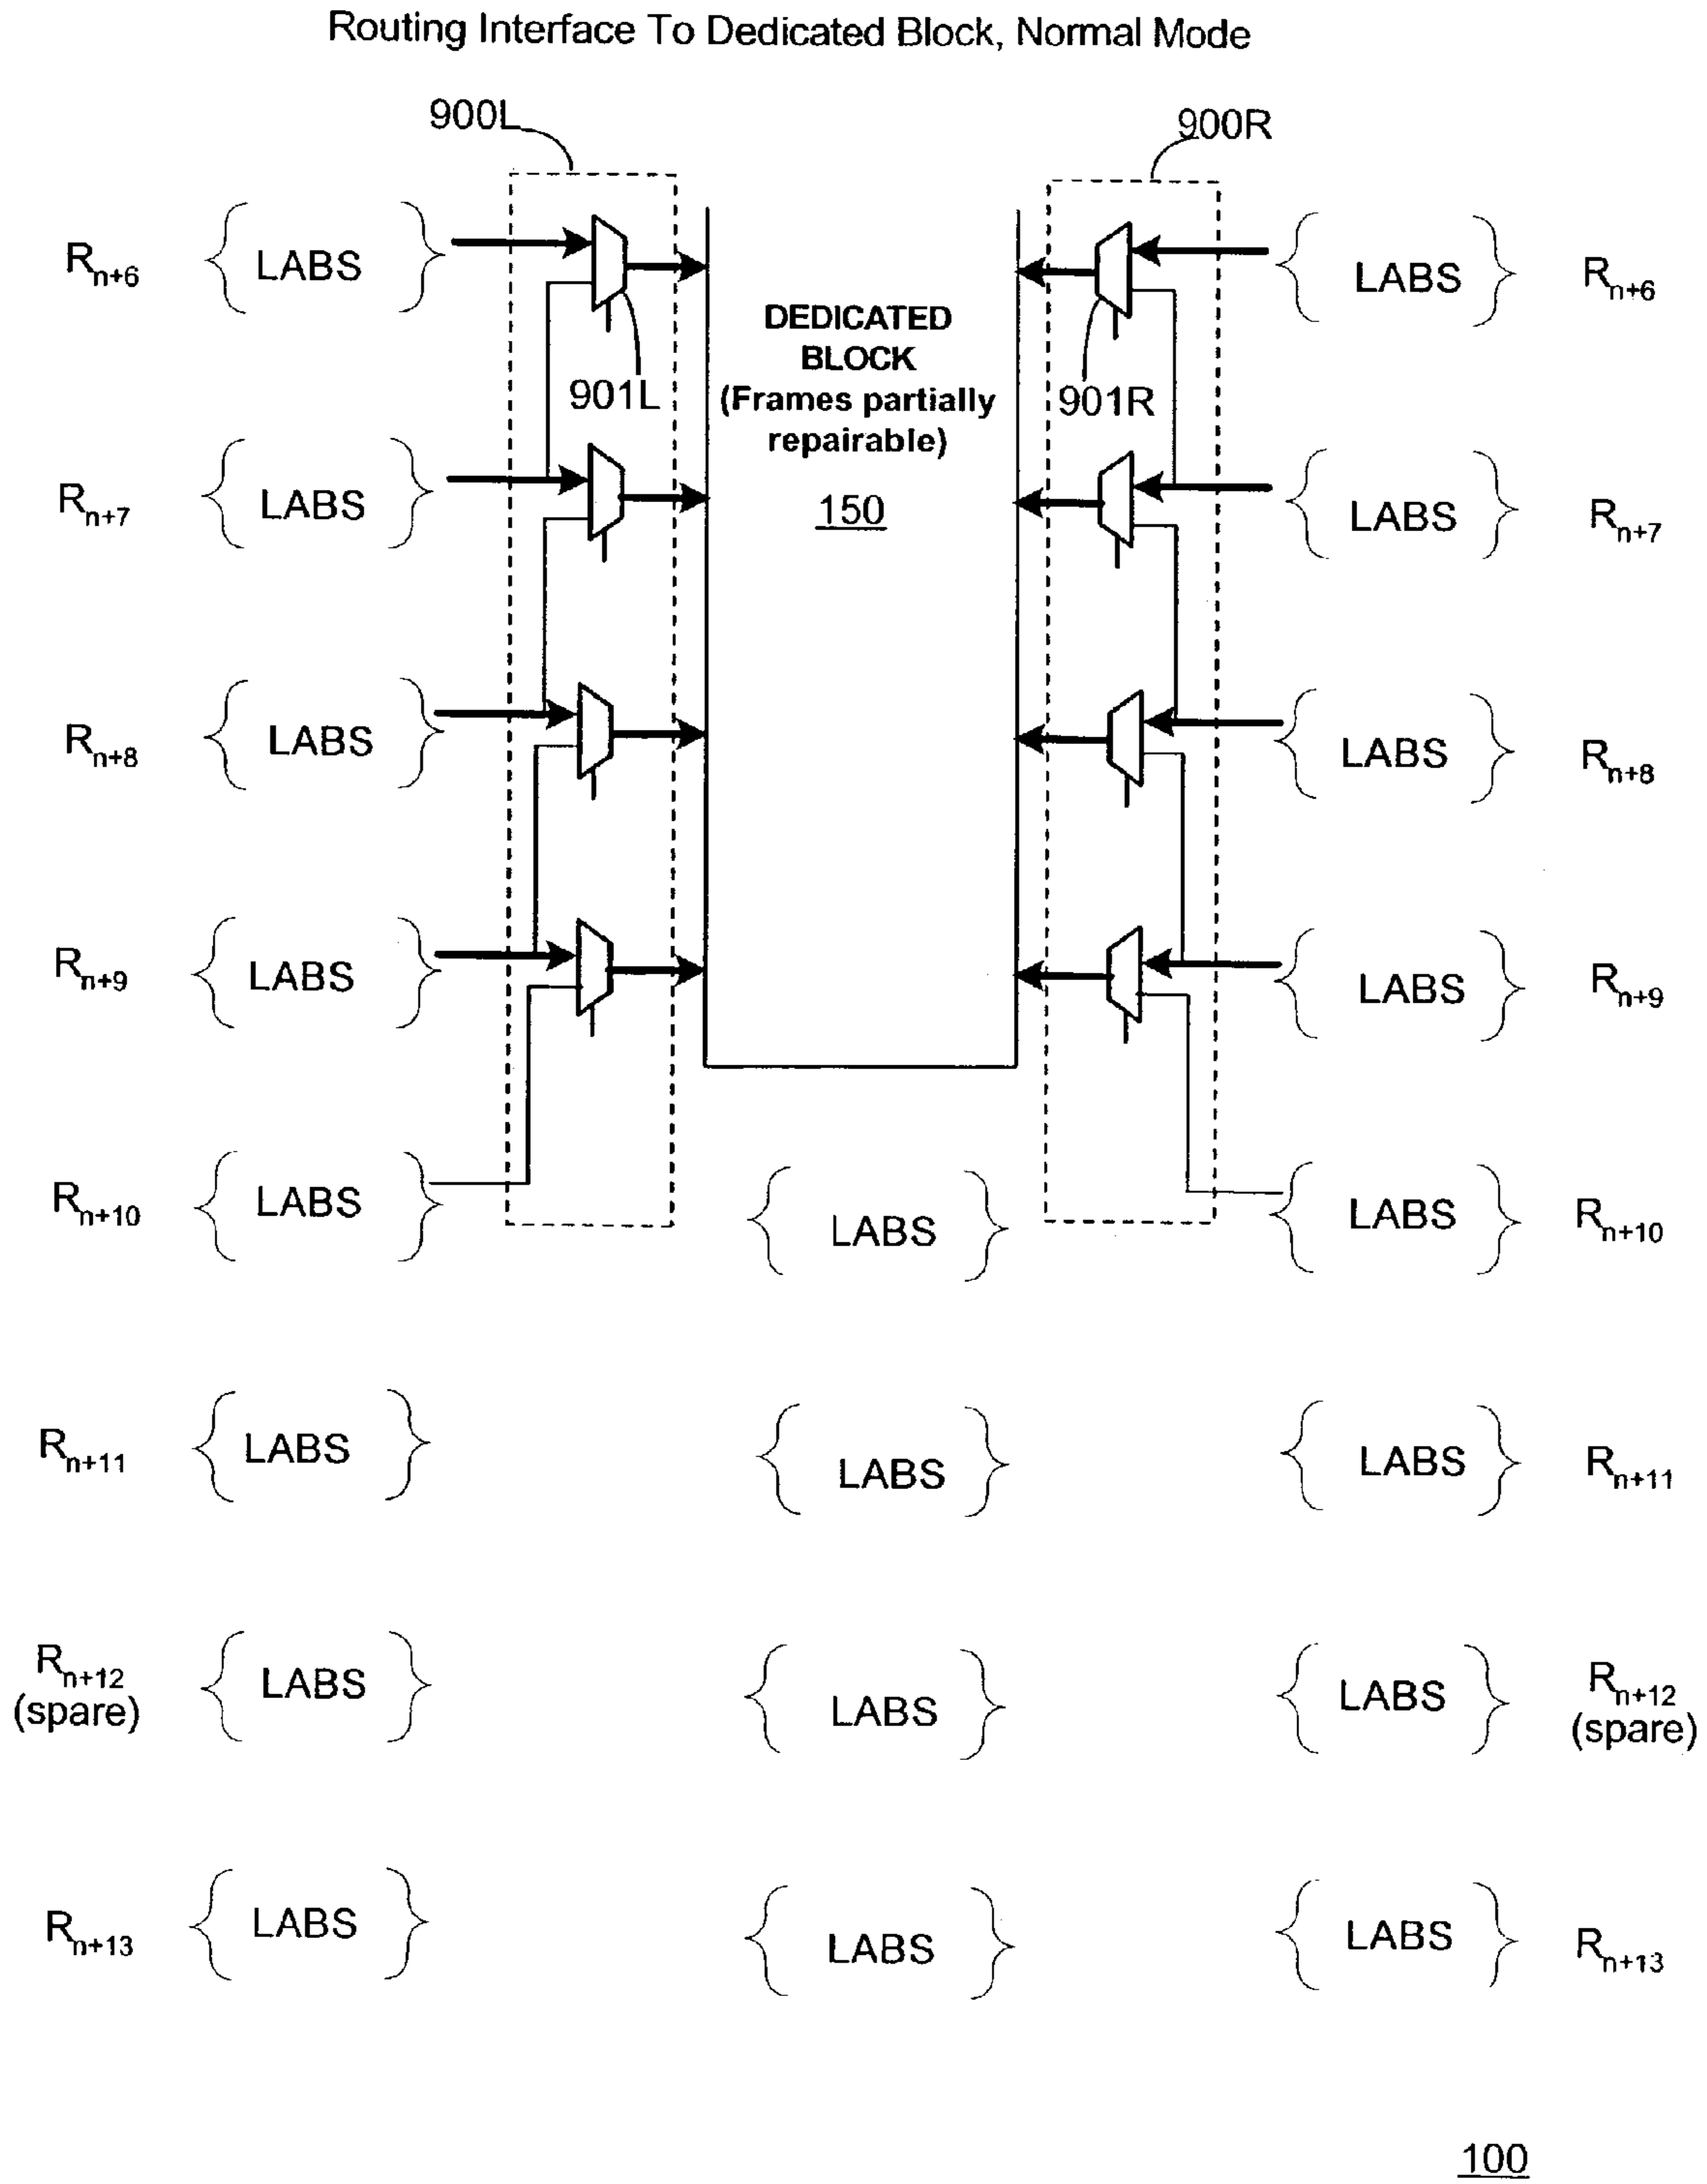 Routing Interface To Dedicated Block, Normal Mode
900L
900R
Rn+6 LABS LABS Rn+6
DEDICATED
BLOCK
(Frames partially
repairable)
901L
901R
150
Rn+7 LABS LABS Rn+7
Rn+8 LABS LABS Rn+8
Rn+9 LABS LABS Rn+9
Rn+10 LABS LABS LABS Rn+10
Rn+11 LABS LABS LABS Rn+11
Rn+12 LABS LABS LABS Rn+12
(spare) (spare)
Rn+13 LABS LABS LABS Rn+13
100